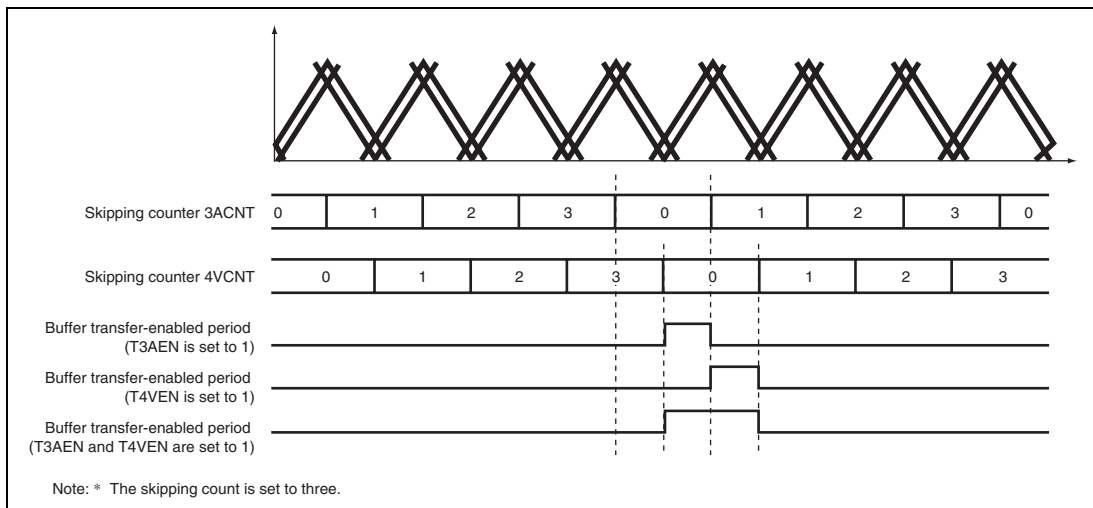 Skipping counter 3ACNT 0 1 2 3 0 1 2 3 0
Skipping counter 4VCNT 0 1 2 3 0 1 2 3
Buffer transfer-enabled period
(T3AEN is set to 1)
Buffer transfer-enabled period
(T4VEN is set to 1)
Buffer transfer-enabled period
(T3AEN and T4VEN are set to 1)
Note: * The skipping count is set to three.